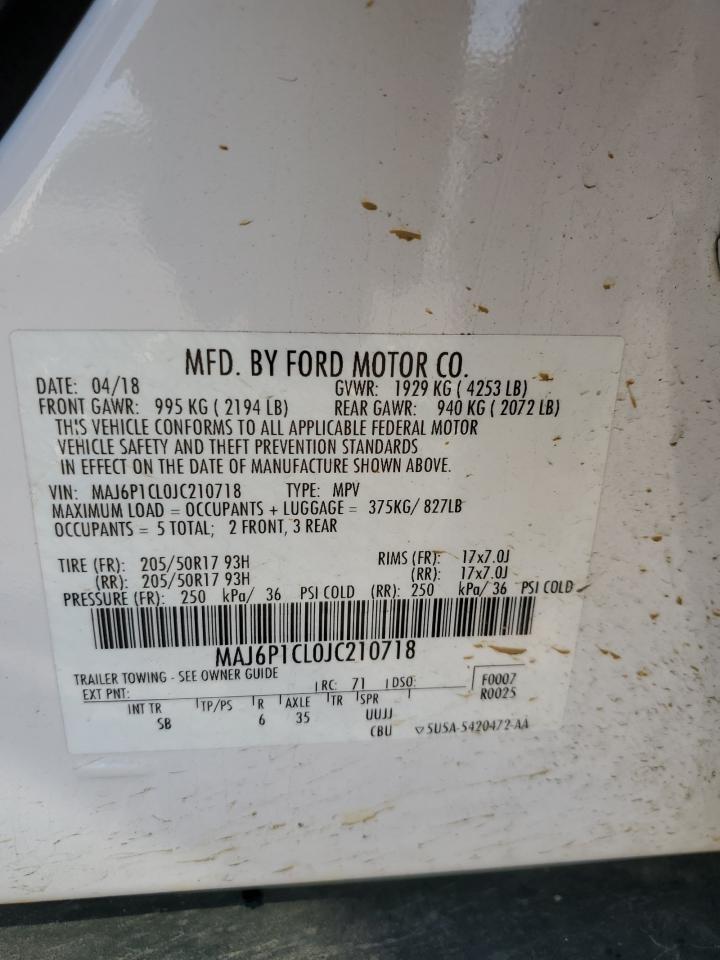 MFD. BY FORD MOTOR CO.
DATE: 04/18 GVWR: 1929 KG ( 4253 LB)
FRONT GAWR: 995 KG ( 2194 LB) REAR GAWR: 940 KG ( 2072 LB)
THIS VEHICLE CONFORMS TO ALL APPLICABLE FEDERAL MOTOR
VEHICLE SAFETY AND THEFT PREVENTION STANDARDS
IN EFFECT ON THE DATE OF MANUFACTURE SHOWN ABOVE.
VIN: MAJ6P1CL0JC210718 TYPE: MPV
MAXIMUM LOAD = OCCUPANTS + LUGGAGE = 375KG/ 827LB
OCCUPANTS = 5 TOTAL; 2 FRONT, 3 REAR
TIRE (FR): 205/50R17 93H RIMS (FR): 17x7.0J
(RR): 205/50R17 93H (RR): 17x7.0J
PRESSURE (FR): 250 kPa/ 36 PSI COLD (RR): 250 kPa/ 36 PSI COLD
MAJ6P1CL0JC210718
TRAILER TOWING - SEE OWNER GUIDE
EXT PNT: RC: 71 DSO: F0007
R0025
INT TR TP/PS R AXLE TR SPR
SB 6 35 UUJJ
CBU ▽5USA-5420472-AA